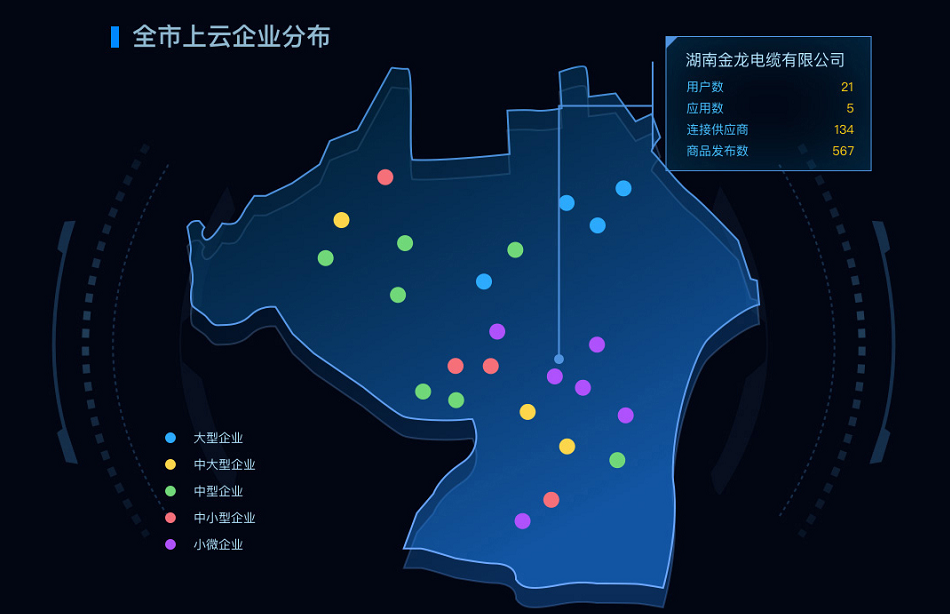 全市上云企业分布
湖南金龙电缆有限公司
用户数 21
应用数 5
连接供应商 134
商品发布数 567
大型企业
中大型企业
中型企业
中小型企业
小微企业